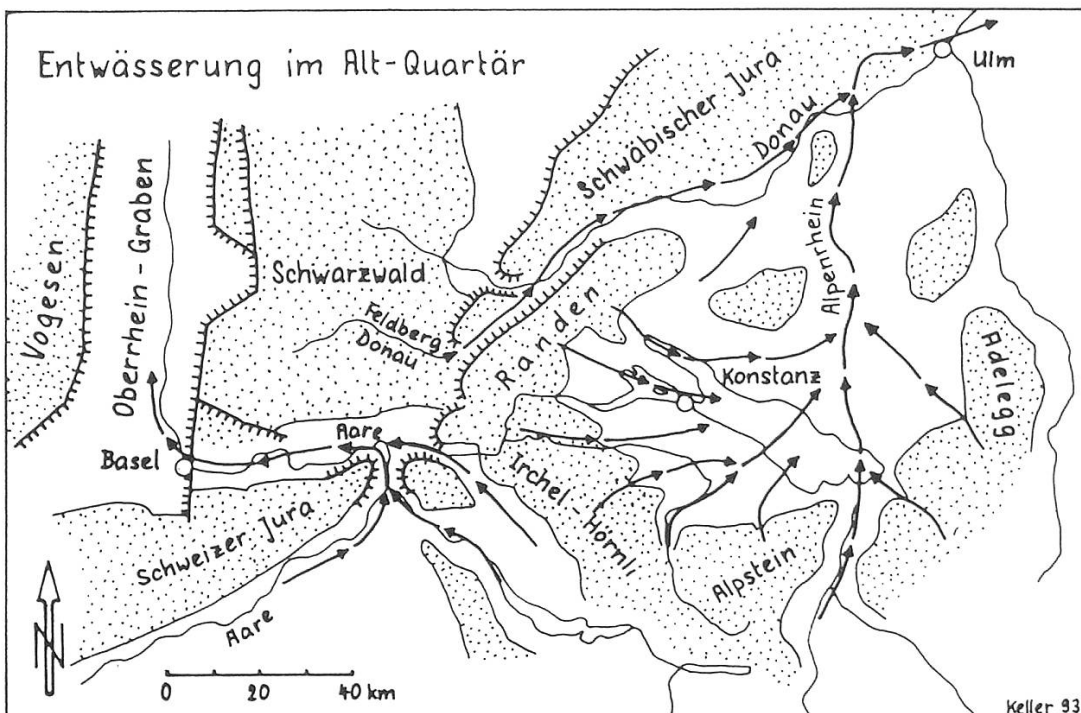 Entwässerung im Alt-Quartär
Ulm
Schwäbischer Jura
Donau
Vogesen
Oberrhein-Graben
Schwarzwald
Feldberg
Donau
Randen
Alpenrhein
Konstanz
Adelegg
Aare
Basel
Irchel-Hörnli
Schweizer Jura
Alpstein
Aare
N
0 20 40 km
Keller 93